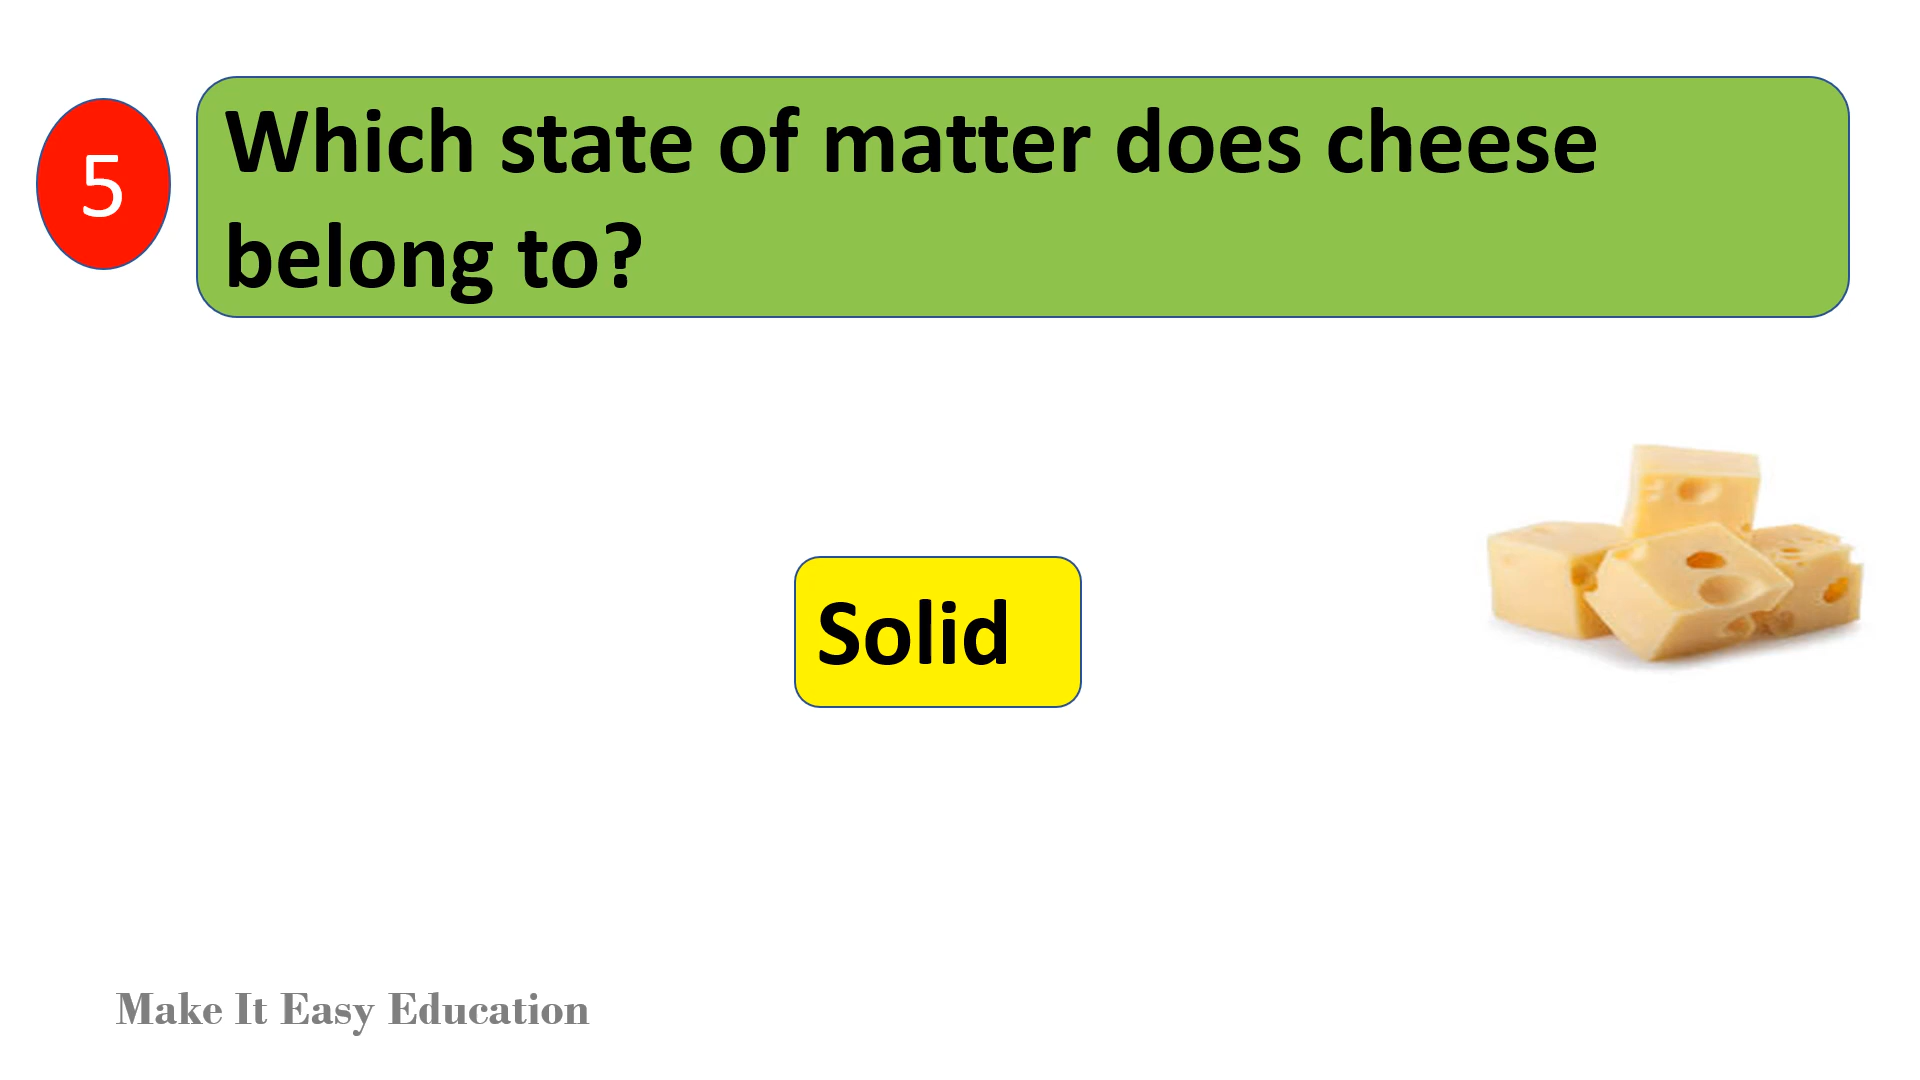 5
Which state of matter does cheese
belong to?
Solid
Make It Easy Education